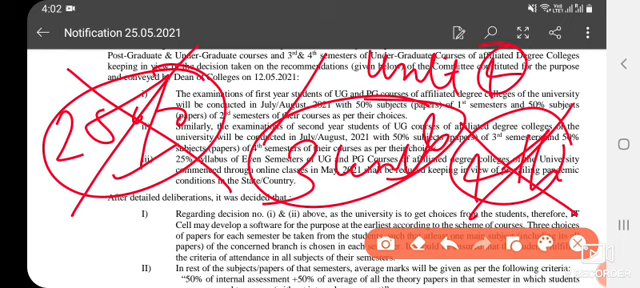 4:02
Notification 25.05.2021
Post-Graduate & Under-Graduate courses and 3rd & 4th semesters of Under-Graduate Courses of affiliated Degree Colleges
keeping in view the decision taken on the recommendations (given below) of the Committee constituted for the purpose
and conveyed by Dean of Colleges on 12.05.2021:
unit
i) The examinations of first year students of UG and PG courses of affiliated degree colleges of the university
will be conducted in July/August, 2021 with 50% subjects (papers) of 1st semesters and 50% subjects
(papers) of 2nd semesters of their courses as per their choices.
25%
ii) Similarly, the examinations of second year students of UG courses of affiliated degree colleges of the
university will be conducted in July/August, 2021 with 50% subjects (papers) of 3rd semesters and 50%
subjects (papers) of 4th semesters of their courses as per their choices.
3 unit
iii) 25% syllabus of Even Semesters of UG and PG Courses of affiliated degree colleges of the University
commenced through online classes in May, 2021 shall be reduced keeping in view of prevailing pandemic
conditions in the State/Country.
After detailed deliberations, it was decided that:
I) Regarding decision no. (i) & (ii) above, as the university is to get choices from the students, therefore, IT
Cell may develop a software for the purpose at the earliest according to the scheme of courses. Three choices
of papers for each semester be taken from the students
papers) of the concerned branch is chosen in each
the criteria of attendance in all subjects of their semesters.
II) In rest of the subjects/papers of that semesters, average marks will be given as per the following criteria:
"50% of internal assessment +50% of average of all the theory papers in that semester in which students
RECORDER